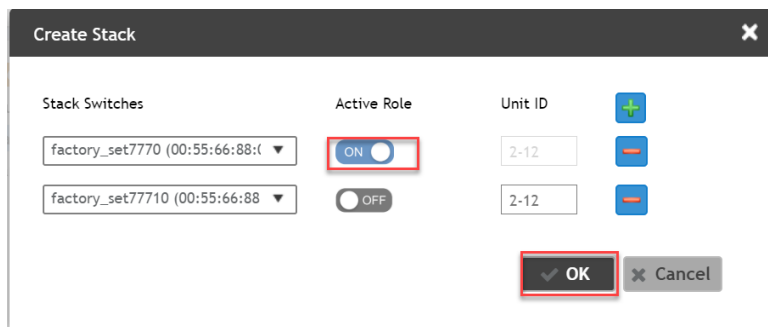 Create Stack
Stack Switches Active Role Unit ID
factory_set7770 (00:55:66:88:( ON 2-12
factory_set77710 (00:55:66:88 OFF 2-12
OK Cancel